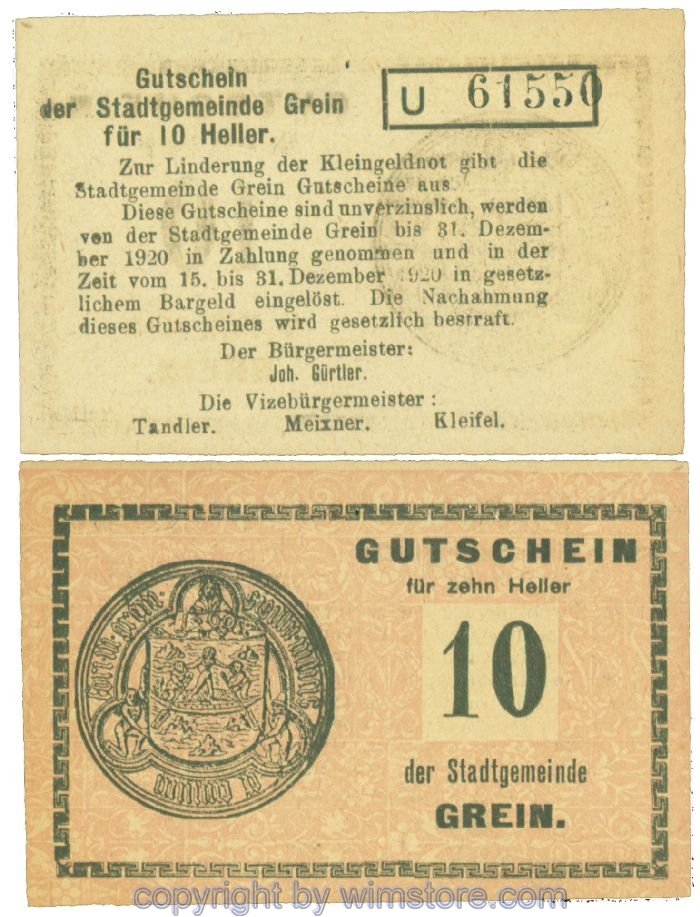 Gutschein
der Stadtgemeinde Grein
für 10 Heller.
U 61550
Zur Linderung der Kleingeldnot gibt die
Stadtgemeinde Grein Gutscheine aus.
Diese Gutscheine sind unverzinslich, werden
von der Stadtgemeinde Grein bis 31. Dezem-
ber 1920 in Zahlung genommen und in der
Zeit vom 15. bis 31. Dezember 1920 in gesetz-
lichem Bargeld eingelöst. Die Nachahmung
dieses Gutscheines wird gesetzlich bestraft.
Der Bürgermeister:
Joh. Gürtler.
Die Vizebürgermeister :
Tandler. Meixner. Kleifel.
GUTSCHEIN
für zehn Heller
10
der Stadtgemeinde
GREIN.
copyright by wimstore.com